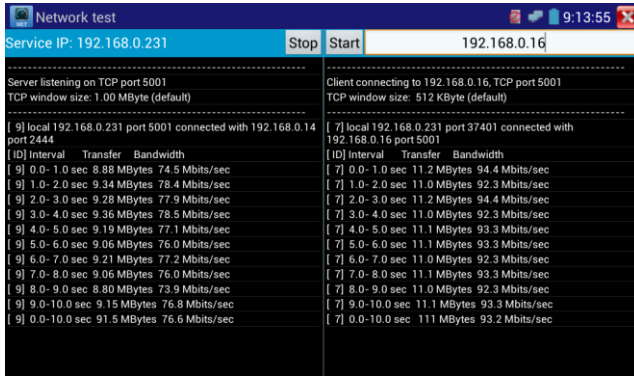 Network test
9:13:55
NET
Service IP: 192.168.0.231
Stop
Start
192.168.0.16
------------------------------------------------------------
Server listening on TCP port 5001
TCP window size: 1.00 MByte (default)
------------------------------------------------------------
[ 9] local 192.168.0.231 port 5001 connected with 192.168.0.14
port 2444
[ ID] Interval Transfer Bandwidth
[ 9] 0.0- 1.0 sec 8.88 MBytes 74.5 Mbits/sec
[ 9] 1.0- 2.0 sec 9.34 MBytes 78.4 Mbits/sec
[ 9] 2.0- 3.0 sec 9.28 MBytes 77.9 Mbits/sec
[ 9] 3.0- 4.0 sec 9.36 MBytes 78.5 Mbits/sec
[ 9] 4.0- 5.0 sec 9.19 MBytes 77.1 Mbits/sec
[ 9] 5.0- 6.0 sec 9.06 MBytes 76.0 Mbits/sec
[ 9] 6.0- 7.0 sec 9.21 MBytes 77.2 Mbits/sec
[ 9] 7.0- 8.0 sec 9.06 MBytes 76.0 Mbits/sec
[ 9] 8.0- 9.0 sec 8.80 MBytes 73.9 Mbits/sec
[ 9] 9.0-10.0 sec 9.15 MBytes 76.8 Mbits/sec
[ 9] 0.0-10.0 sec 91.5 MBytes 76.6 Mbits/sec
------------------------------------------------------------
Client connecting to 192.168.0.16, TCP port 5001
TCP window size: 512 KByte (default)
------------------------------------------------------------
[ 7] local 192.168.0.231 port 37401 connected with
192.168.0.16 port 5001
[ ID] Interval Transfer Bandwidth
[ 7] 0.0- 1.0 sec 11.2 MBytes 94.4 Mbits/sec
[ 7] 1.0- 2.0 sec 11.0 MBytes 92.3 Mbits/sec
[ 7] 2.0- 3.0 sec 11.2 MBytes 94.4 Mbits/sec
[ 7] 3.0- 4.0 sec 11.0 MBytes 92.3 Mbits/sec
[ 7] 4.0- 5.0 sec 11.1 MBytes 93.3 Mbits/sec
[ 7] 5.0- 6.0 sec 11.1 MBytes 93.3 Mbits/sec
[ 7] 6.0- 7.0 sec 11.0 MBytes 92.3 Mbits/sec
[ 7] 7.0- 8.0 sec 11.1 MBytes 93.3 Mbits/sec
[ 7] 8.0- 9.0 sec 11.0 MBytes 92.3 Mbits/sec
[ 7] 9.0-10.0 sec 11.1 MBytes 93.3 Mbits/sec
[ 7] 0.0-10.0 sec 111 MBytes 93.2 Mbits/sec